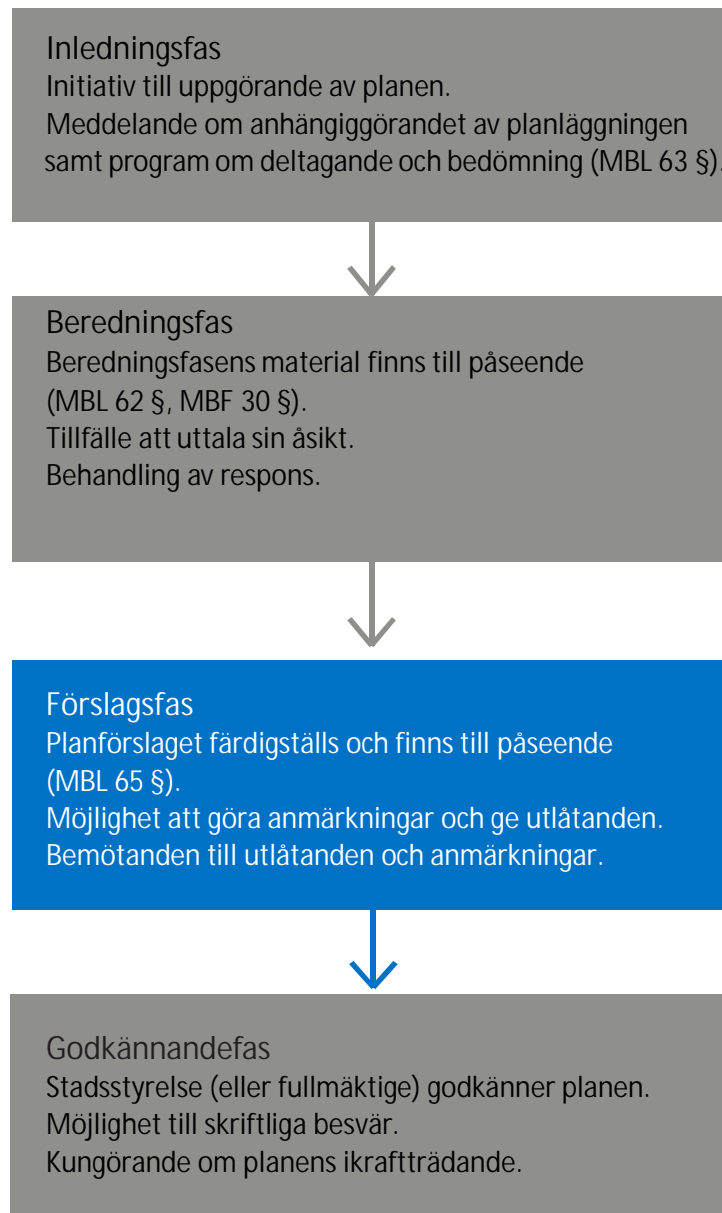 Inledningsfas
Initiativ till uppgörande av planen.
Meddelande om anhängiggörandet av planläggningen
samt program om deltagande och bedömning (MBL 63 §).
Beredningsfas
Beredningsfasens material finns till påseende
(MBL 62 §, MBF 30 §).
Tillfälle att uttala sin åsikt.
Behandling av respons.
Förslagsfas
Planförslaget färdigställs och finns till påseende
(MBL 65 §).
Möjlighet att göra anmärkningar och ge utlåtanden.
Bemötanden till utlåtanden och anmärkningar.
Godkännandefas
Stadsstyrelse (eller fullmäktige) godkänner planen.
Möjlighet till skriftliga besvär.
Kungörande om planens ikraftträdande.